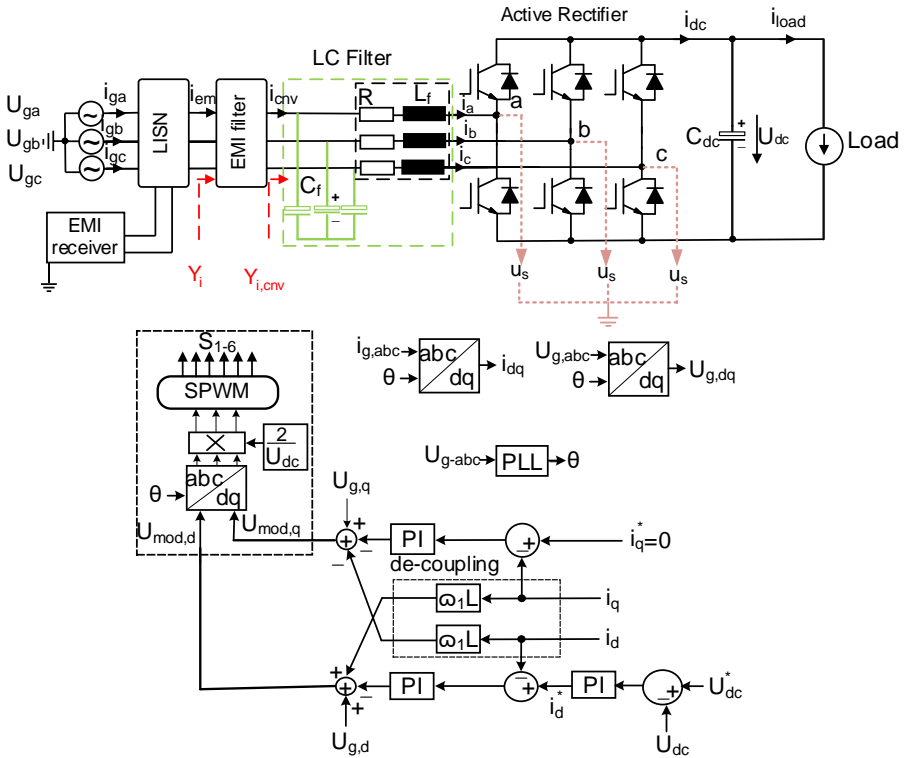 Active Rectifier
LC Filter
i_dc
i_load
U_ga
U_gb
U_gc
i_ga
i_gb
i_gc
LISN
i_em
EMI filter
i_cnv
R
L_f
i_a
i_b
i_c
a
b
c
C_f
+
−
C_dc
+
−
U_dc
Load
EMI receiver
Y_i
Y_i,cnv
u_s
u_s
u_s
S_1-6
SPWM
×
2
U_dc
θ
abc
dq
U_mod,d
U_mod,q
i_g,abc
θ
abc
dq
i_dq
U_g,abc
θ
abc
dq
U_g,dq
U_g-abc
PLL
θ
U_g,q
+
+
−
−
PI
−
+
i_q^*=0
de-coupling
ϖ_1L
i_q
ϖ_1L
i_d
+
+
−
+
U_g,d
PI
−
+
i_d^*
PI
−
+
U_dc^*
U_dc